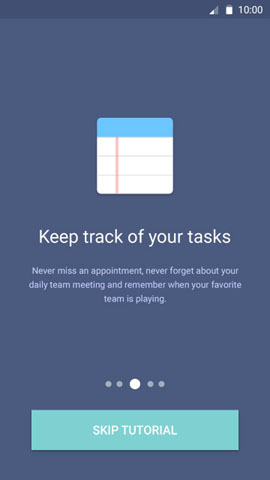 10:00
Keep track of your tasks
Never miss an appointment, never forget about your
daily team meeting and remember when your favorite
team is playing.
SKIP TUTORIAL